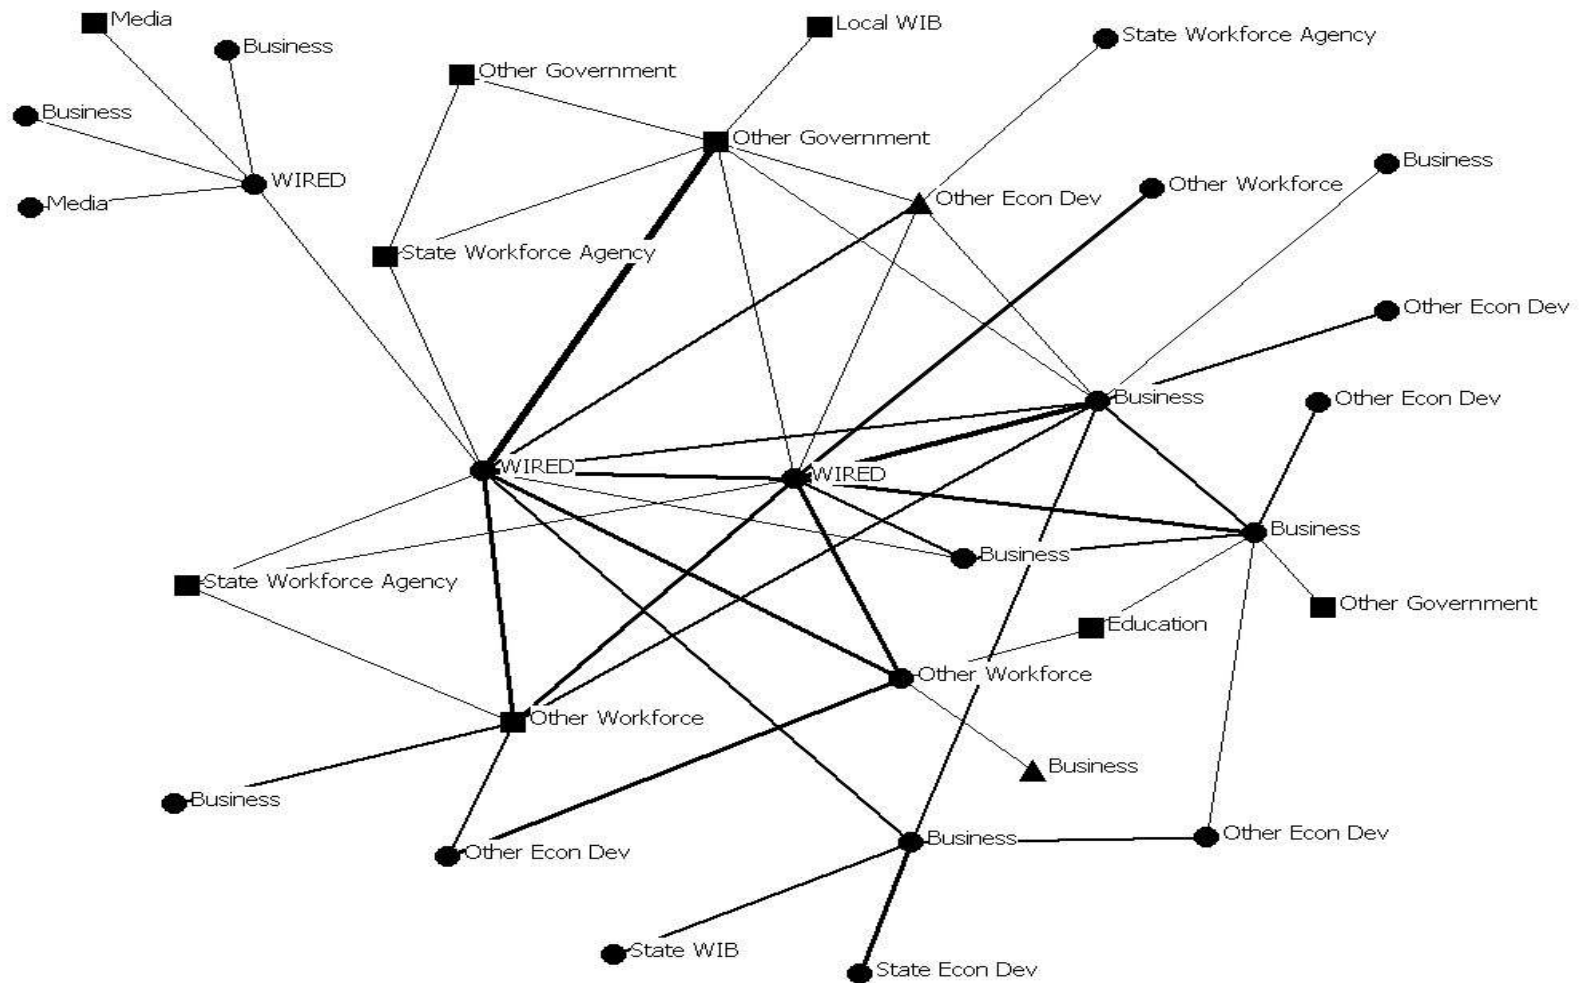 Media
Local WIB
State Workforce Agency
Business
Other Government
Business
Other Government
Business
WIRED
Other Workforce
Other Econ Dev
Media
State Workforce Agency
Other Econ Dev
Business
Other Econ Dev
WIRED
WIRED
Business
Business
State Workforce Agency
Other Government
Education
Other Workforce
Other Workforce
Business
Business
Other Econ Dev
Business
Other Econ Dev
State WIB
State Econ Dev